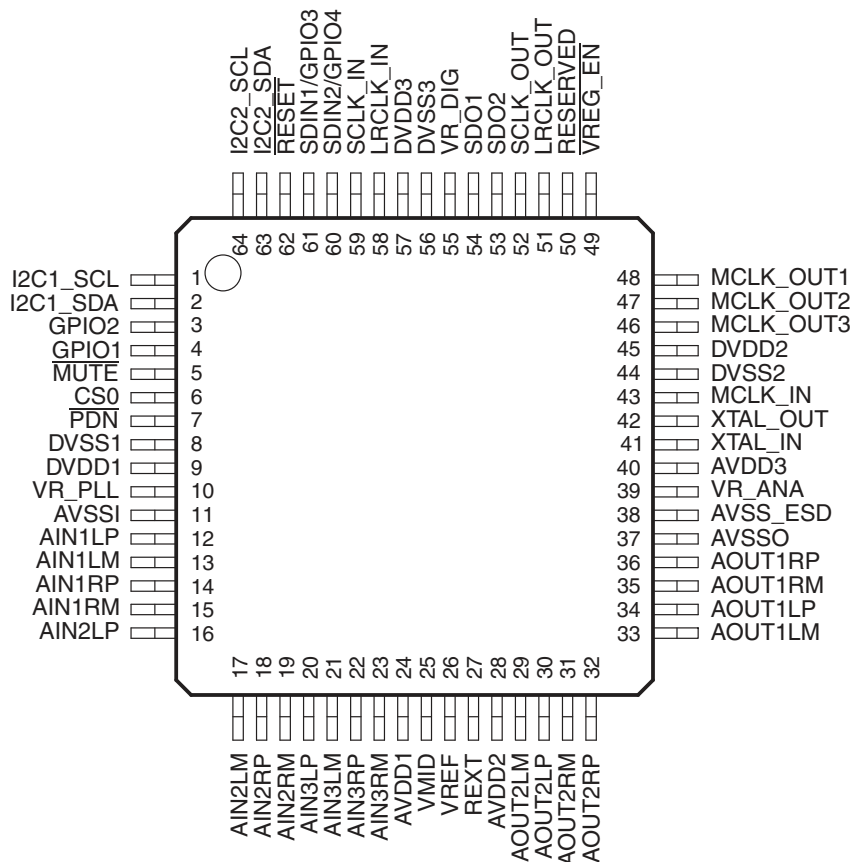 I2C2_SCL
I2C2_SDA
RESET
SDIN1/GPIO3
SDIN2/GPIO4
SCLK_IN
LRCLK_IN
DVDD3
DVSS3
VR_DIG
SDO1
SDO2
SCLK_OUT
LRCLK_OUT
RESERVED
VREG_EN
64 63 62 61 60 59 58 57 56 55 54 53 52 51 50 49
I2C1_SCL 1
I2C1_SDA 2
GPIO2 3
GPIO1 4
MUTE 5
CS0 6
PDN 7
DVSS1 8
DVDD1 9
VR_PLL 10
AVSSI 11
AIN1LP 12
AIN1LM 13
AIN1RP 14
AIN1RM 15
AIN2LP 16
48 MCLK_OUT1
47 MCLK_OUT2
46 MCLK_OUT3
45 DVDD2
44 DVSS2
43 MCLK_IN
42 XTAL_OUT
41 XTAL_IN
40 AVDD3
39 VR_ANA
38 AVSS_ESD
37 AVSSO
36 AOUT1RP
35 AOUT1RM
34 AOUT1LP
33 AOUT1LM
17 18 19 20 21 22 23 24 25 26 27 28 29 30 31 32
AIN2LM
AIN2RP
AIN2RM
AIN3LP
AIN3LM
AIN3RP
AIN3RM
AVDD1
VMID
VREF
REXT
AVDD2
AOUT2LM
AOUT2LP
AOUT2RM
AOUT2RP